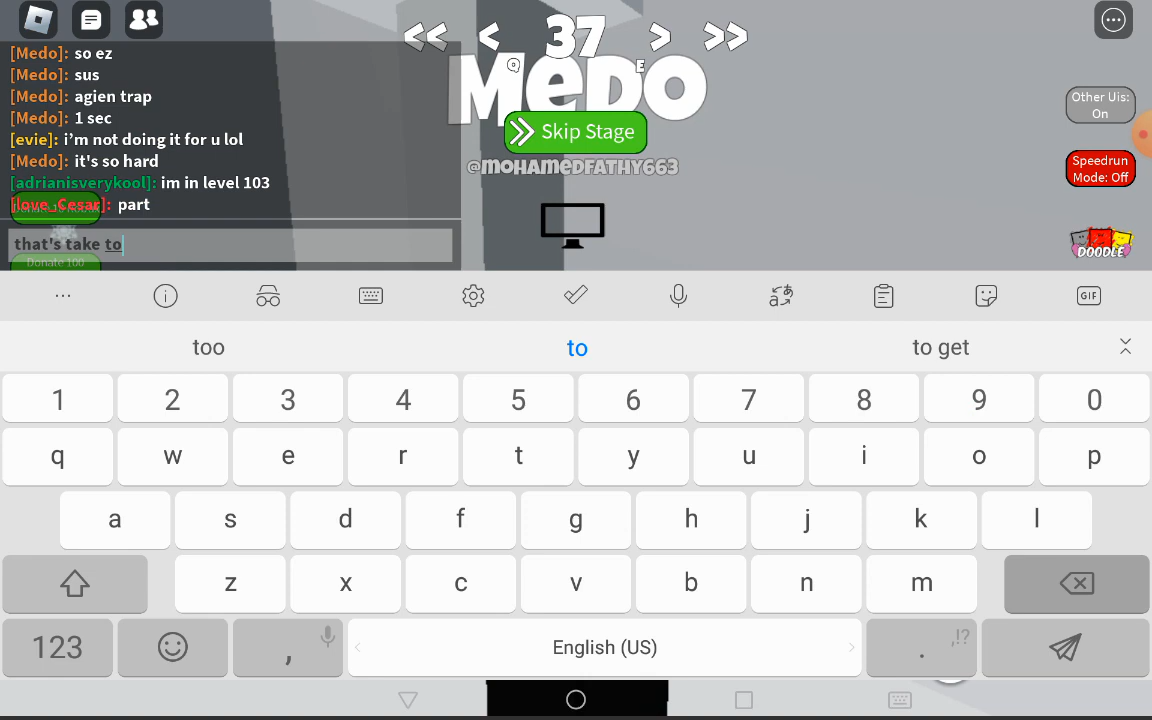 << < 37 > >>
MeDO
Skip Stage
@MOHAMEDFATHY663
[Medo]: so ez
[Medo]: sus
[Medo]: agien trap
[Medo]: 1 sec
[evie]: i'm not doing it for u lol
[Medo]: it's so hard
[adrianisverykool]: im in level 103
[love_Cesar]: part
that's take to
Donate 100
Other Uis:
On
Speedrun
Mode: Off
DOODLE
GIF
too to to get
1 2 3 4 5 6 7 8 9 0
q w e r t y u i o p
a s d f g h j k l
z x c v b n m
123 , English (US) . ,!?